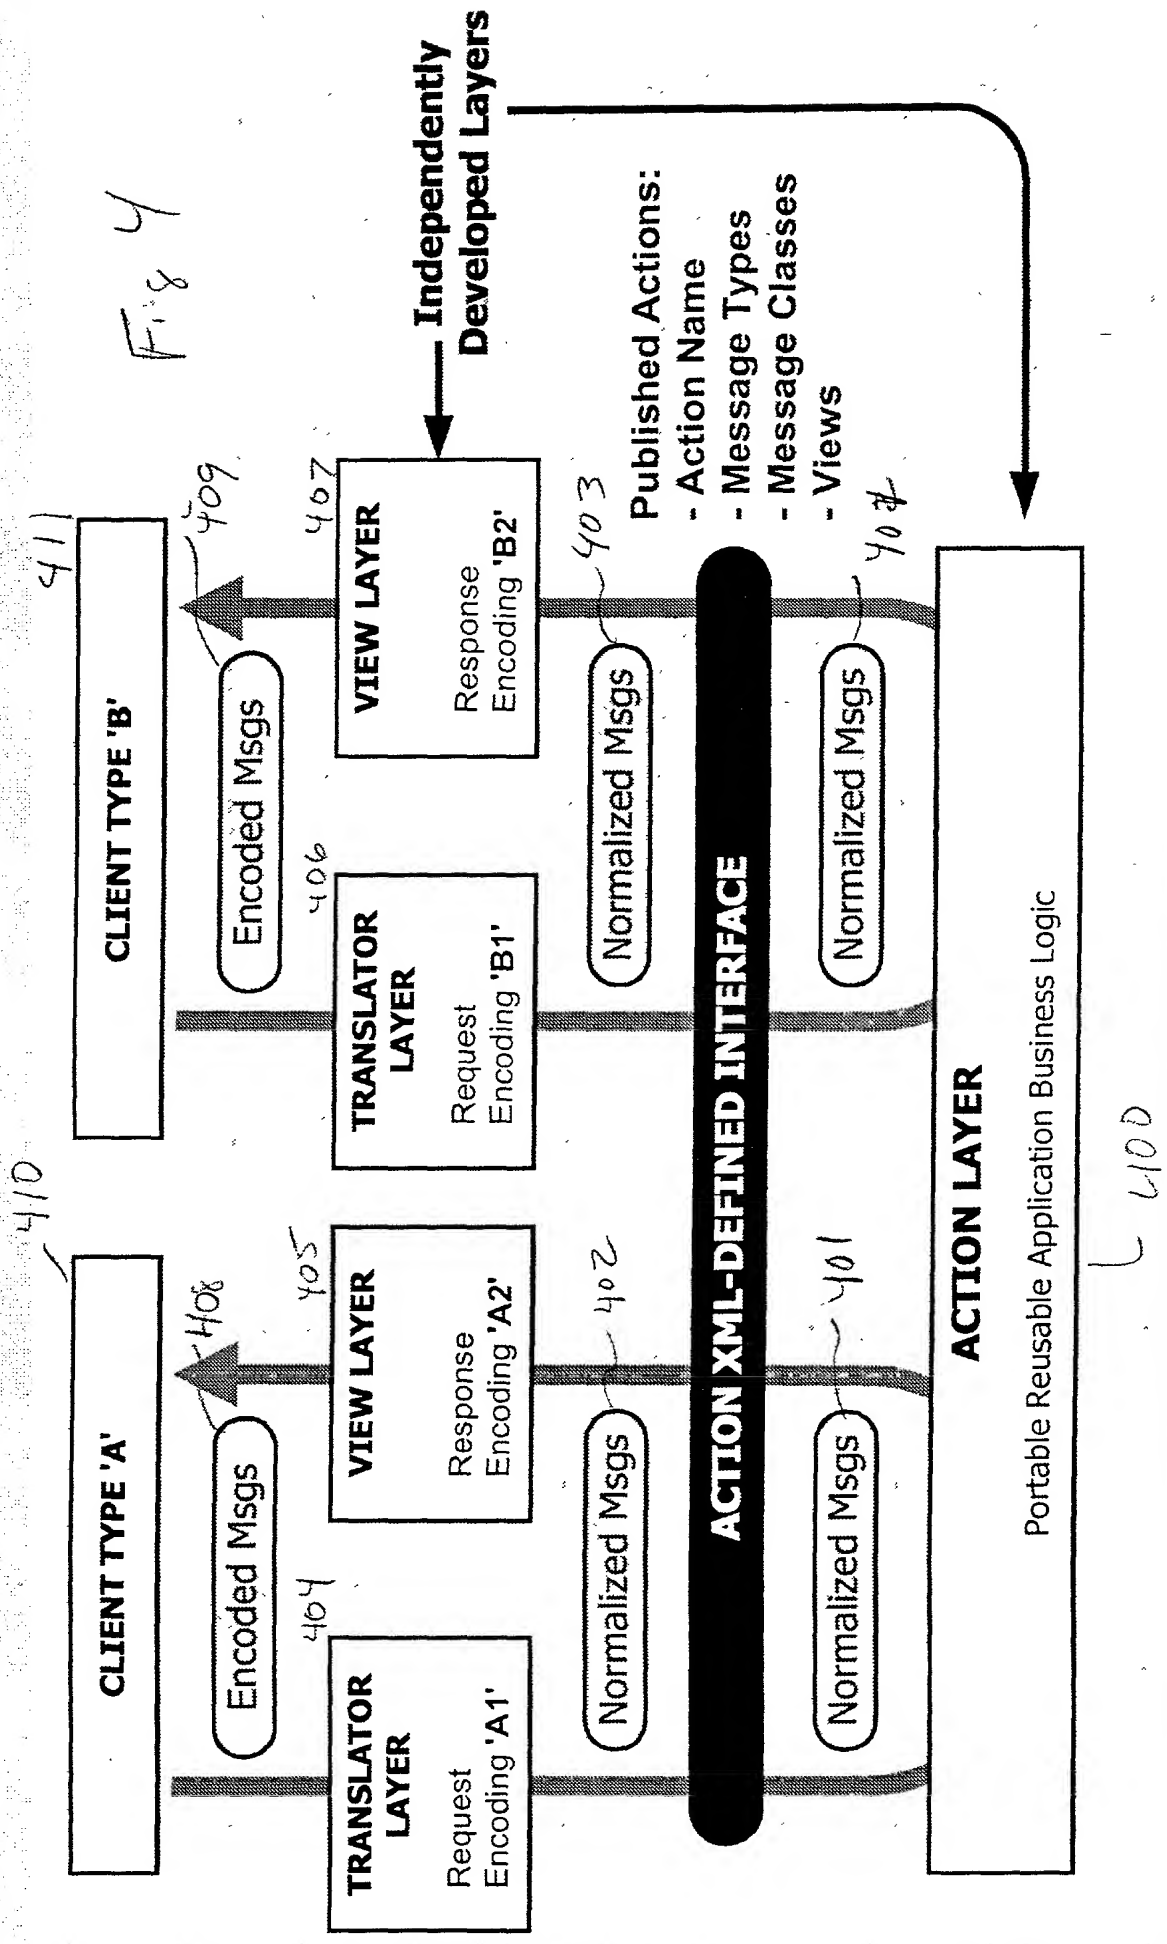 410
411
Fig 4
CLIENT TYPE 'A'
CLIENT TYPE 'B'
408
409
Encoded Msgs
Encoded Msgs
404
405
406
407
TRANSLATOR
LAYER
Request
Encoding 'A1'
VIEW LAYER
Response
Encoding 'A2'
TRANSLATOR
LAYER
Request
Encoding 'B1'
VIEW LAYER
Response
Encoding 'B2'
Independently
Developed Layers
402
403
Normalized Msgs
Normalized Msgs
Published Actions:
- Action Name
- Message Types
- Message Classes
- Views
ACTION XML-DEFINED INTERFACE
401
Normalized Msgs
Normalized Msgs
ACTION LAYER
Portable Reusable Application Business Logic
400